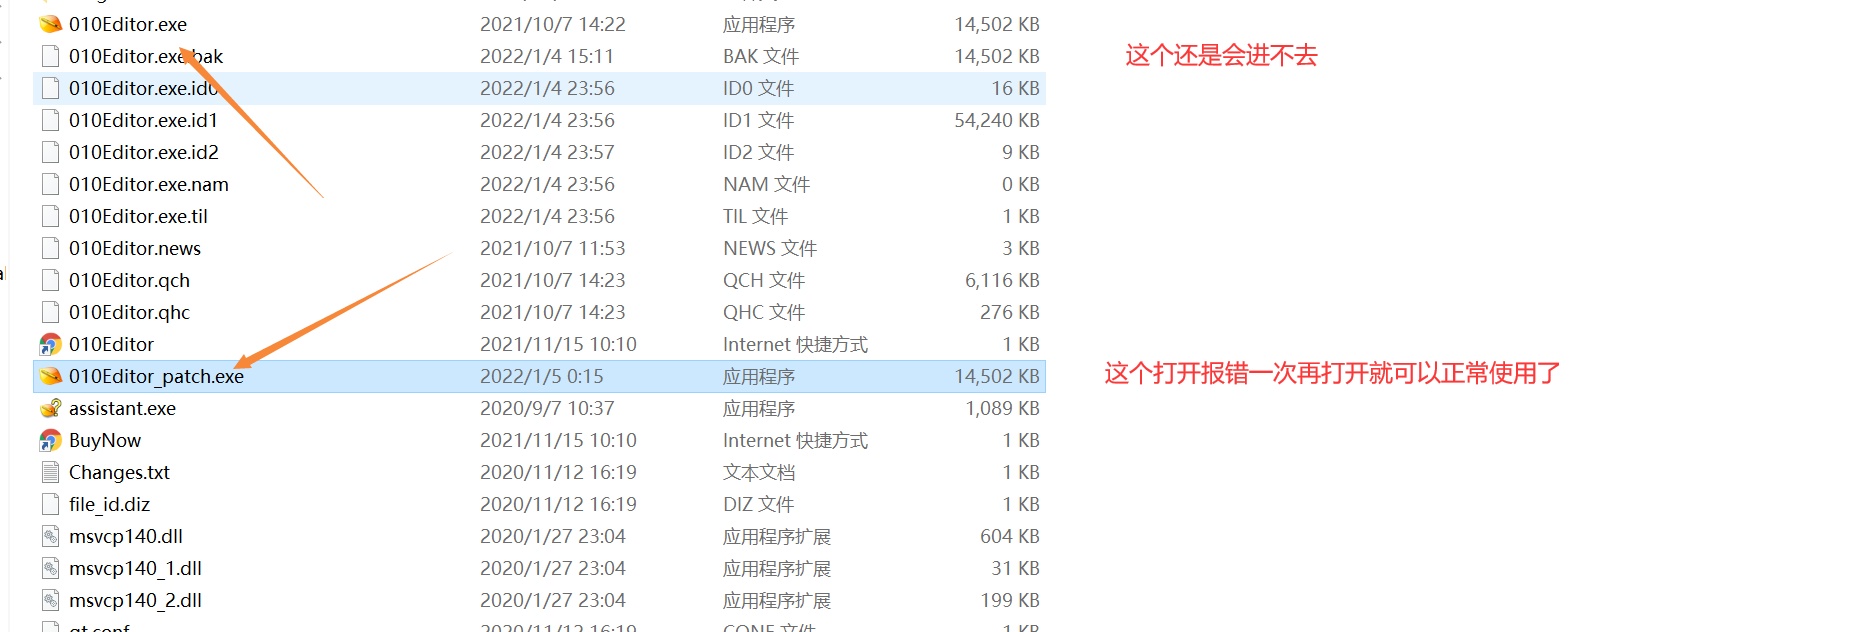 010Editor.exe 2021/10/7 14:22 应用程序 14,502 KB
这个还是会进不去
010Editor.exe.bak 2022/1/4 15:11 BAK 文件 14,502 KB
010Editor.exe.id0 2022/1/4 23:56 ID0 文件 16 KB
010Editor.exe.id1 2022/1/4 23:56 ID1 文件 54,240 KB
010Editor.exe.id2 2022/1/4 23:57 ID2 文件 9 KB
010Editor.exe.nam 2022/1/4 23:56 NAM 文件 0 KB
010Editor.exe.til 2022/1/4 23:56 TIL 文件 1 KB
010Editor.news 2021/10/7 11:53 NEWS 文件 3 KB
010Editor.qch 2021/10/7 14:23 QCH 文件 6,116 KB
010Editor.qhc 2021/10/7 14:23 QHC 文件 276 KB
010Editor 2021/11/15 10:10 Internet 快捷方式 1 KB
010Editor_patch.exe 2022/1/5 0:15 应用程序 14,502 KB
这个打开报错一次再打开就可以正常使用了
assistant.exe 2020/9/7 10:37 应用程序 1,089 KB
BuyNow 2021/11/15 10:10 Internet 快捷方式 1 KB
Changes.txt 2020/11/12 16:19 文本文档 1 KB
file_id.diz 2020/11/12 16:19 DIZ 文件 1 KB
msvcp140.dll 2020/1/27 23:04 应用程序扩展 604 KB
msvcp140_1.dll 2020/1/27 23:04 应用程序扩展 31 KB
msvcp140_2.dll 2020/1/27 23:04 应用程序扩展 199 KB
qt.conf 2020/11/12 16:19 CONF 文件 1 KB